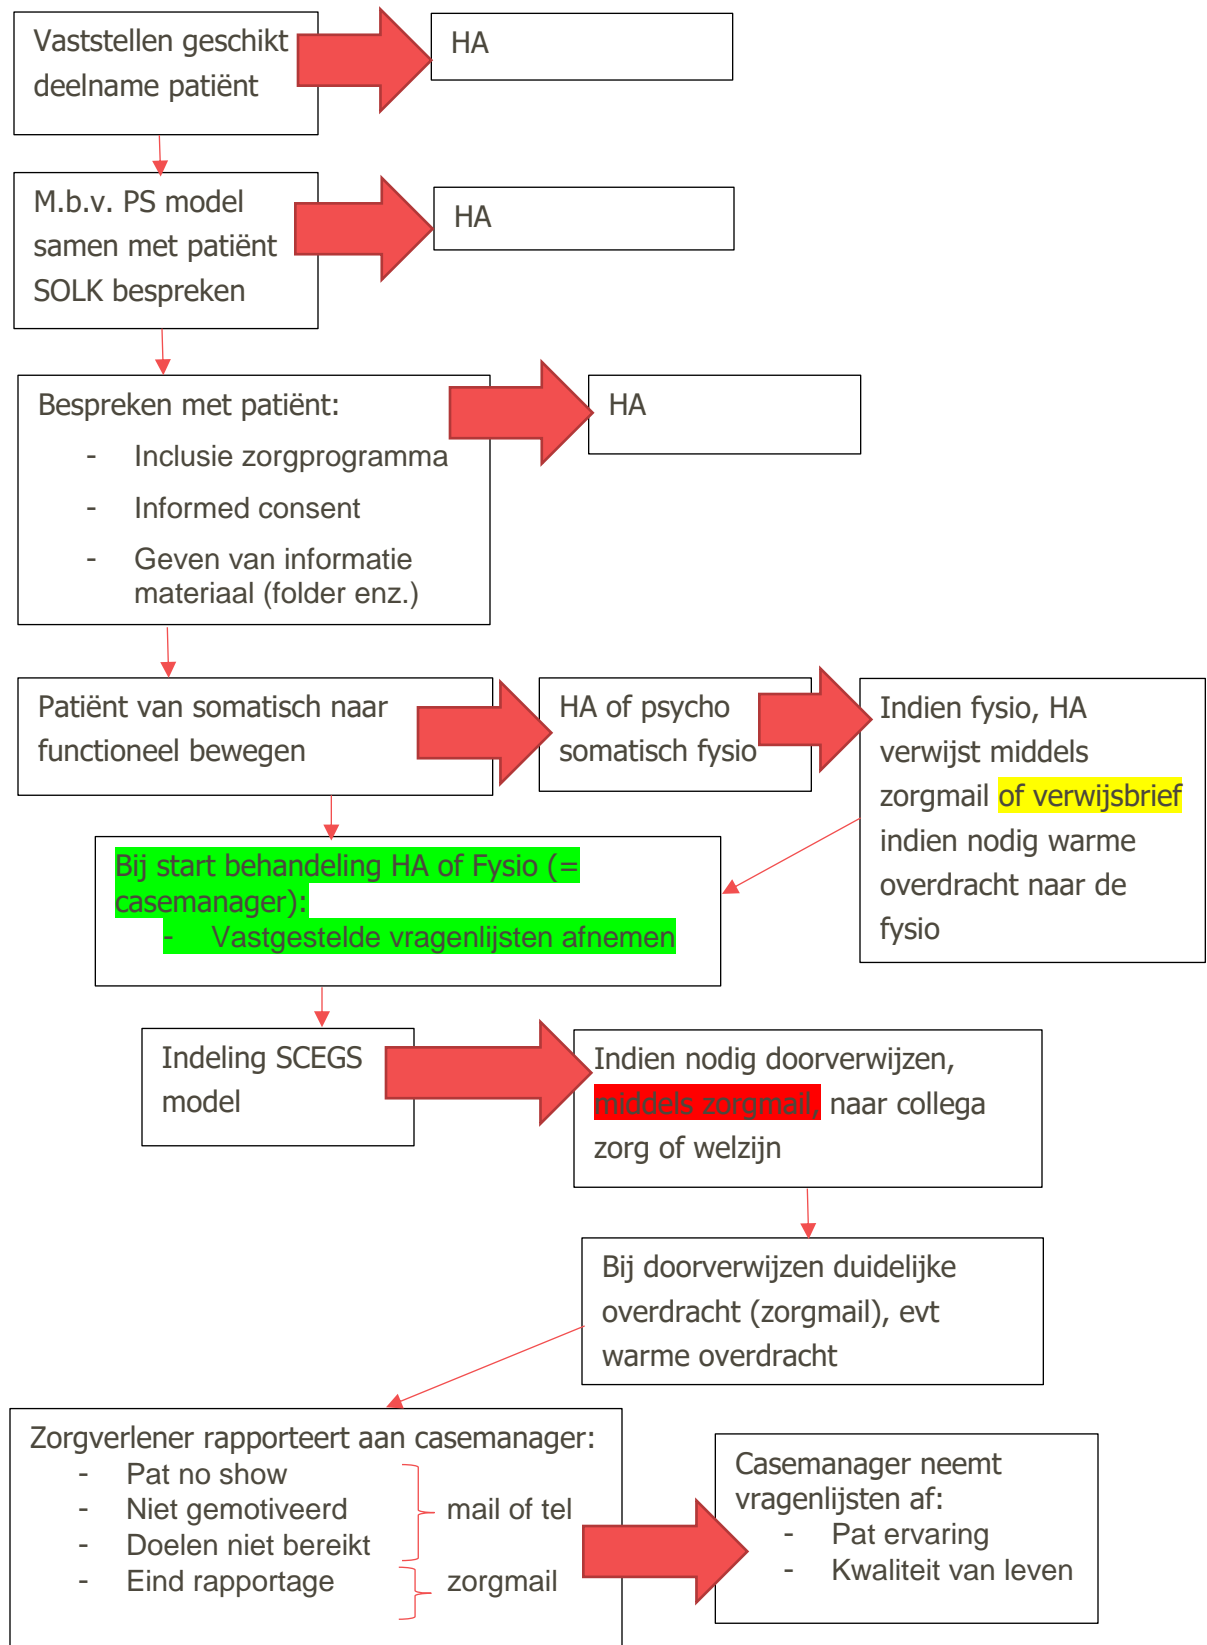 Vaststellen geschikt
deelname patiënt
HA
M.b.v. PS model
samen met patiënt
SOLK bespreken
HA
Bespreken met patiënt:
- Inclusie zorgprogramma
- Informed consent
- Geven van informatie
materiaal (folder enz.)
HA
Patiënt van somatisch naar
functioneel bewegen
HA of psycho
somatisch fysio
Indien fysio, HA
verwijst middels
zorgmail of verwijsbrief
indien nodig warme
overdracht naar de
fysio
Bij start behandeling HA of Fysio (=
casemanager):
- Vastgestelde vragenlijsten afnemen
Indeling SCEGS
model
Indien nodig doorverwijzen,
middels zorgmail, naar collega
zorg of welzijn
Bij doorverwijzen duidelijke
overdracht (zorgmail), evt
warme overdracht
Zorgverlener rapporteert aan casemanager:
- Pat no show
- Niet gemotiveerd
- Doelen niet bereikt
- Eind rapportage
mail of tel
zorgmail
Casemanager neemt
vragenlijsten af:
- Pat ervaring
- Kwaliteit van leven